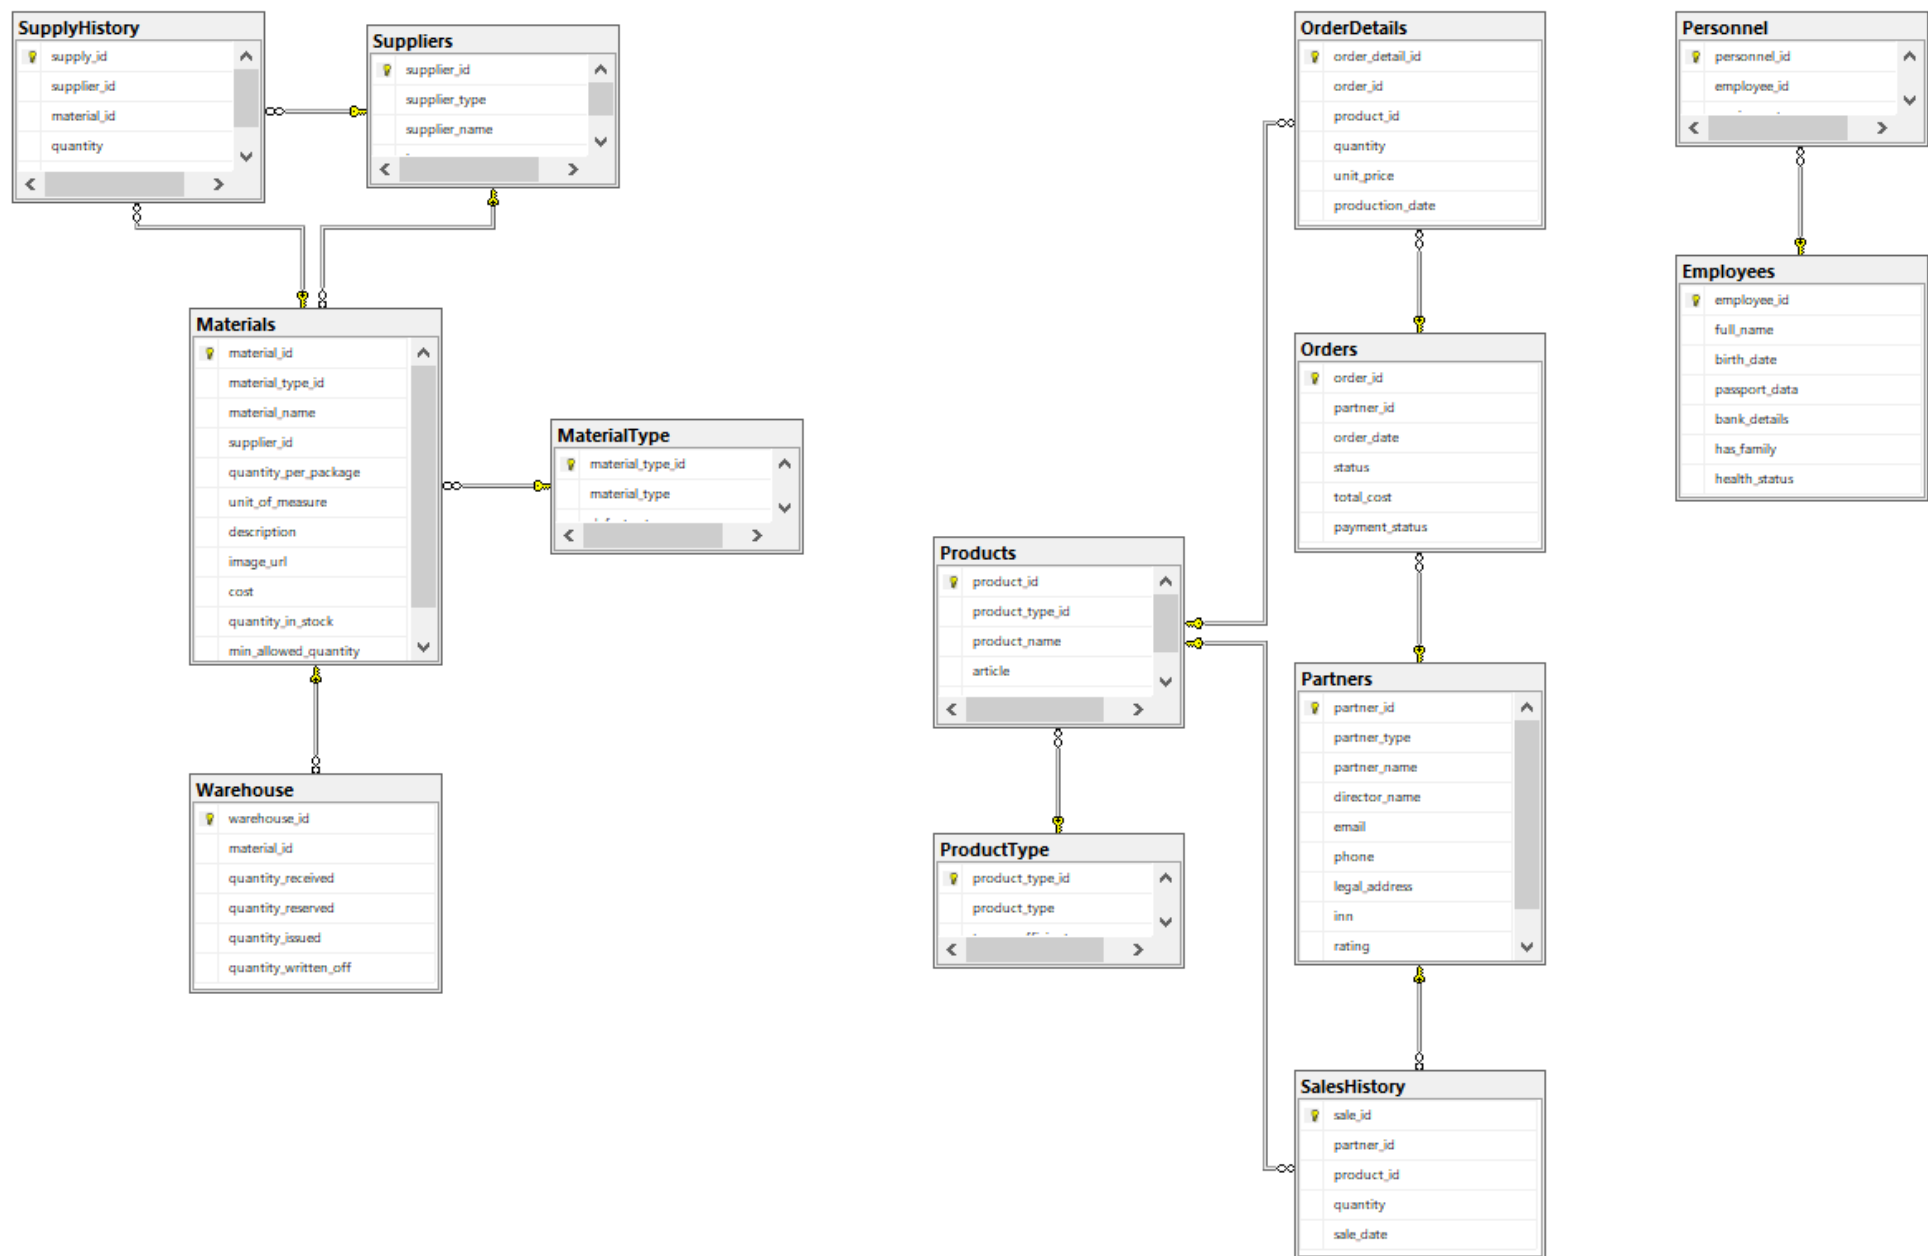 SupplyHistory
supply_id
supplier_id
material_id
quantity
Suppliers
supplier_id
supplier_type
supplier_name
Materials
material_id
material_type_id
material_name
supplier_id
quantity_per_package
unit_of_measure
description
image_url
cost
quantity_in_stock
min_allowed_quantity
MaterialType
material_type_id
material_type
Warehouse
warehouse_id
material_id
quantity_received
quantity_reserved
quantity_issued
quantity_written_off
Products
product_id
product_type_id
product_name
article
ProductType
product_type_id
product_type
OrderDetails
order_detail_id
order_id
product_id
quantity
unit_price
production_date
Orders
order_id
partner_id
order_date
status
total_cost
payment_status
Partners
partner_id
partner_type
partner_name
director_name
email
phone
legal_address
inn
rating
SalesHistory
sale_id
partner_id
product_id
quantity
sale_date
Personnel
personnel_id
employee_id
Employees
employee_id
full_name
birth_date
passport_data
bank_details
has_family
health_status